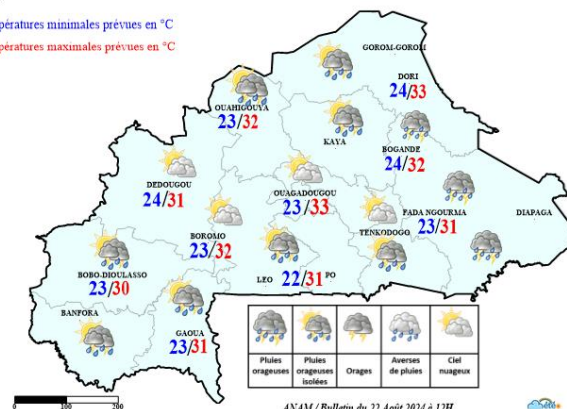 pératures minimales prévues en °C
pératures maximales prévues en °C
GOROM-GOROM
DORI
24/33
OUAHIGOUYA
23/32
KAYA
BOGANDE
24/32
DEDOUGOU
24/31
OUAGADOUGOU
23/33
FADA NGOURMA
23/31
DIAPAGA
BOROMO
23/32
TENKODOGO
BOBO-DIOULASSO
23/30
LEO
22/31
PO
BANFORA
GAOUA
23/31
Pluies orageuses
Pluies orageuses isolées
Orages
Averses de pluies
Ciel nuageux
0 100 200
ANAM / Bulletin du 22 Août 2024 à 12H